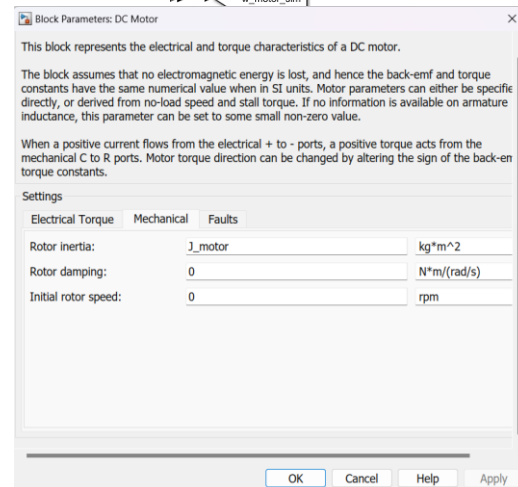 w_motor_sim
Block Parameters: DC Motor
This block represents the electrical and torque characteristics of a DC motor.
The block assumes that no electromagnetic energy is lost, and hence the back-emf and torque
constants have the same numerical value when in SI units. Motor parameters can either be specifie
directly, or derived from no-load speed and stall torque. If no information is available on armature
inductance, this parameter can be set to some small non-zero value.
When a positive current flows from the electrical + to - ports, a positive torque acts from the
mechanical C to R ports. Motor torque direction can be changed by altering the sign of the back-em
torque constants.
Settings
Electrical Torque Mechanical Faults
Rotor inertia: J_motor kg*m^2
Rotor damping: 0 N*m/(rad/s)
Initial rotor speed: 0 rpm
OK Cancel Help Apply